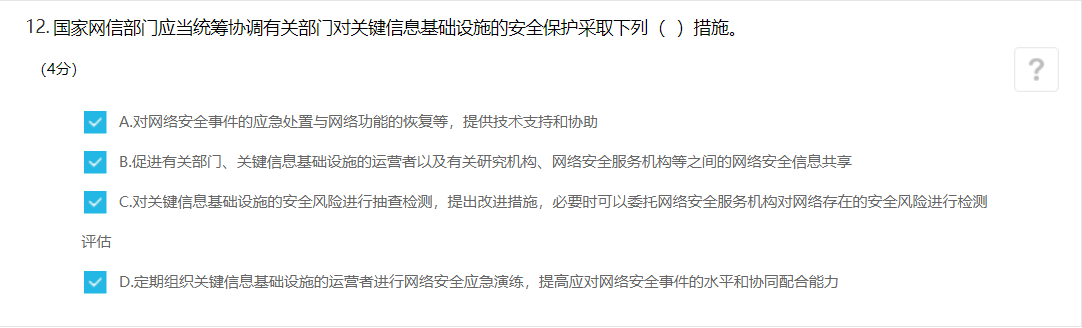 12. 国家网信部门应当统筹协调有关部门对关键信息基础设施的安全保护采取下列（ ）措施。
（4分）
?
A.对网络安全事件的应急处置与网络功能的恢复等，提供技术支持和协助
B.促进有关部门、关键信息基础设施的运营者以及有关研究机构、网络安全服务机构等之间的网络安全信息共享
C.对关键信息基础设施的安全风险进行抽查检测，提出改进措施，必要时可以委托网络安全服务机构对网络存在的安全风险进行检测
评估
D.定期组织关键信息基础设施的运营者进行网络安全应急演练，提高应对网络安全事件的水平和协同配合能力